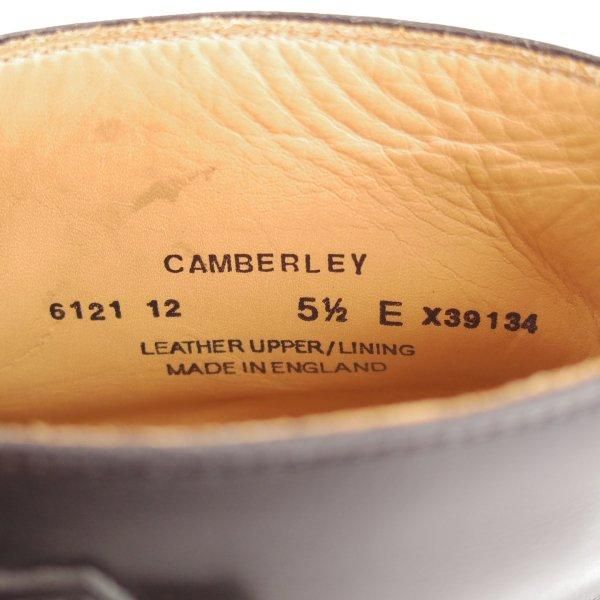 CAMBERLEY
6121 12 5½ E X39134
LEATHER UPPER/LINING
MADE IN ENGLAND